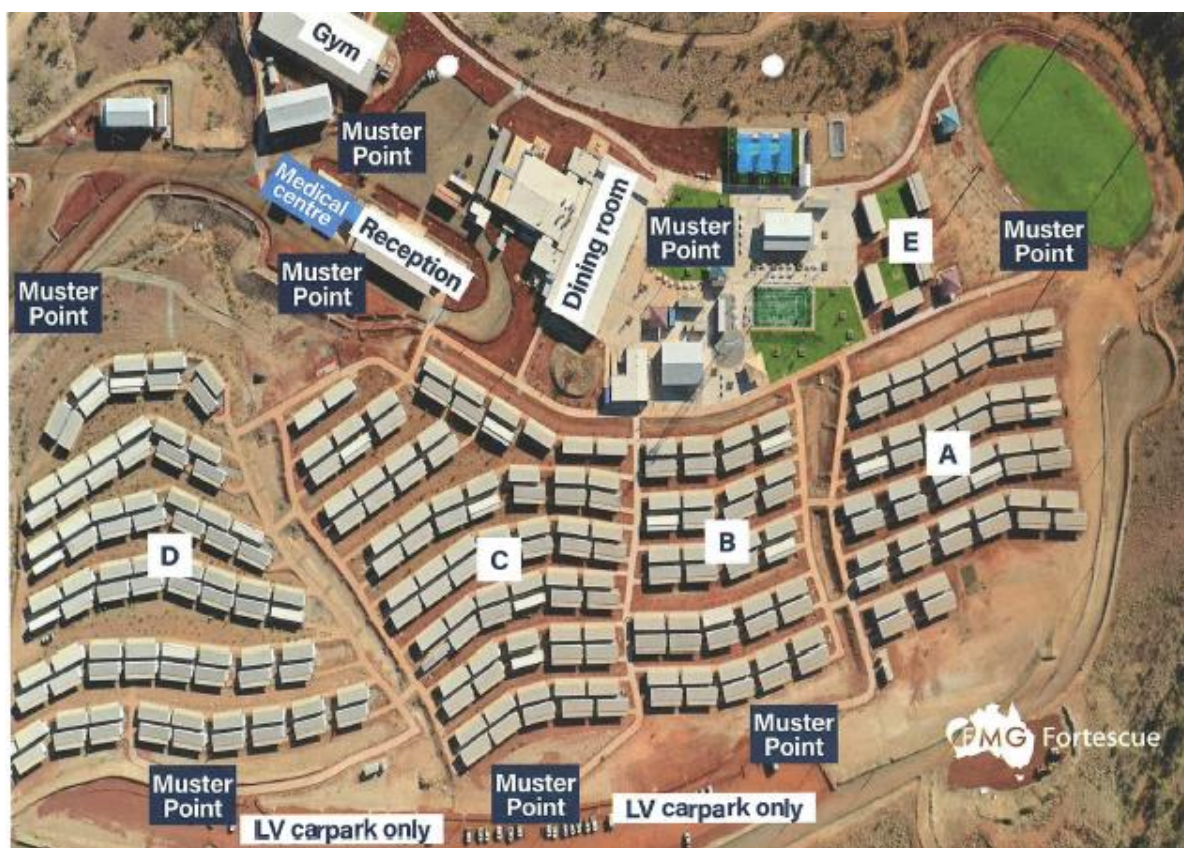 Gym
Muster
Point
Medical
centre
Reception
Dining room
Muster
Point
E
Muster
Point
Muster
Point
Muster
Point
A
B
C
D
Muster
Point
FMG Fortescue
Muster
Point
Muster
Point
LV carpark only
LV carpark only